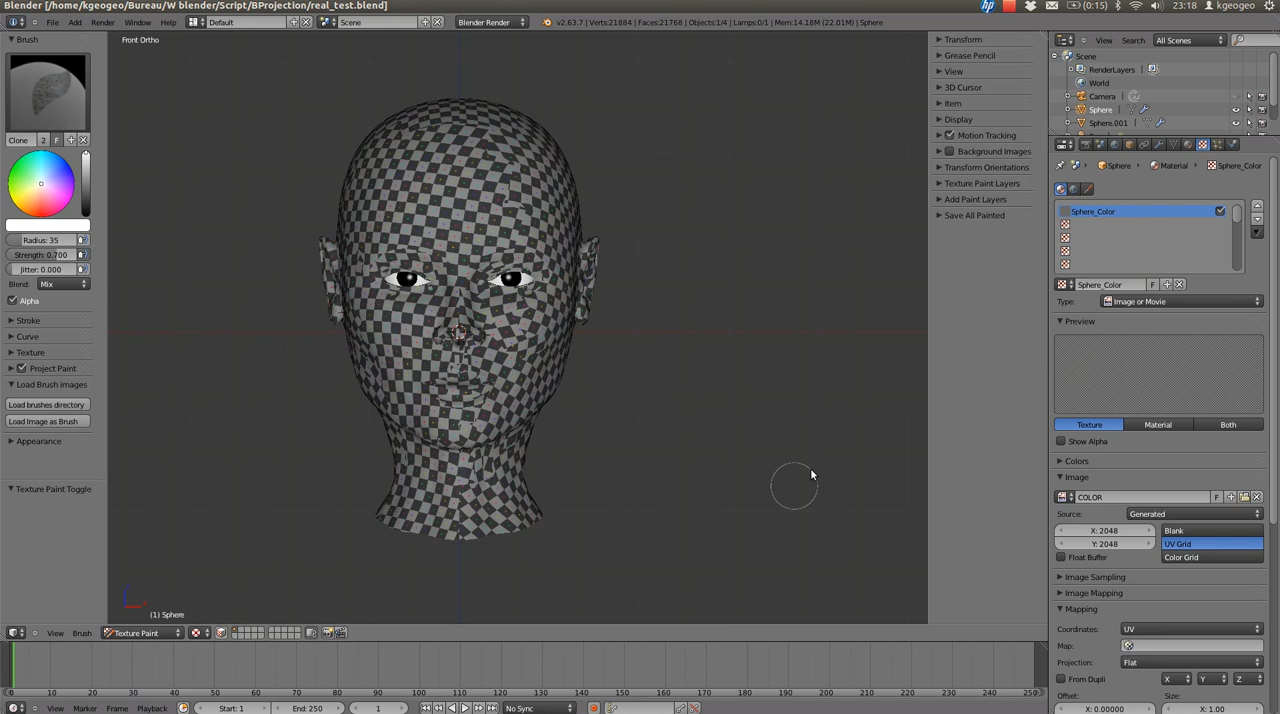 Blender [/home/kgeogeo/Bureau/W blender/Script/BProjection/real_test.blend]
(0:15) 23:18 kgeogeo
File Add Render Window Help Default Scene Blender Render v2.63.7 | Verts:21884 | Faces:21768 | Objects:1/4 | Lamps:0/1 | Mem:14.18M (22.01M) | Sphere
Brush
Clone 2 F
Radius: 35
Strength: 0.700
Jitter: 0.000
Blend: Mix
Alpha
Stroke
Curve
Texture
Project Paint
Load Brush images
Load brushes directory
Load Image as Brush
Appearance
Texture Paint Toggle
Front Ortho
(1) Sphere
View Brush Texture Paint
Transform
Grease Pencil
View
3D Cursor
Item
Display
Motion Tracking
Background Images
Transform Orientations
Texture Paint Layers
Add Paint Layers
Save All Painted
View Search All Scenes
Scene
RenderLayers
World
Camera
Sphere
Sphere.001
Sphere Material Sphere_Color
Sphere_Color
Sphere_Color F
Type: Image or Movie
Preview
Texture Material Both
Show Alpha
Colors
Image
COLOR F
Source: Generated
X: 2048 Blank
Y: 2048 UV Grid
Float Buffer Color Grid
Image Sampling
Image Mapping
Mapping
Coordinates: UV
Map:
Projection: Flat
From Dupli X Y Z
Offset: Size:
X: 0.00000 X: 1.00
0 10 20 30 40 50 60 70 80 90 100 110 120 130 140 150 160 170 180 190 200 210 220 230 240 250
View Marker Frame Playback Start: 1 End: 250 1 No Sync